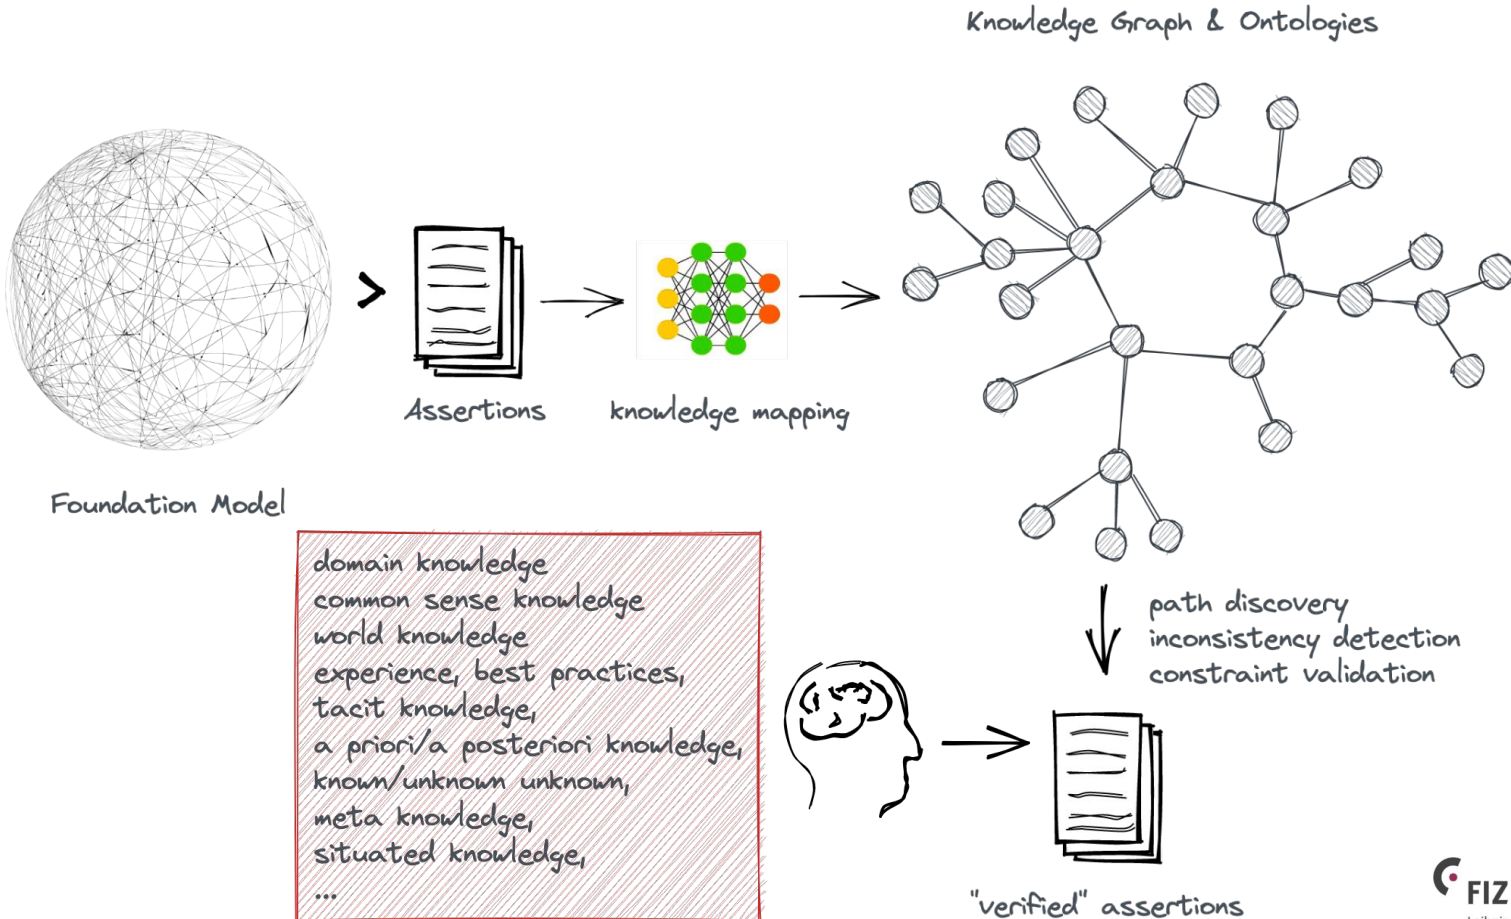 Knowledge Graph & Ontologies
Assertions
knowledge mapping
Foundation Model
domain knowledge
common sense knowledge
world knowledge
experience, best practices,
tacit knowledge,
a priori/a posteriori knowledge,
known/unknown unknown,
meta knowledge,
situated knowledge,
...
path discovery
inconsistency detection
constraint validation
"verified" assertions
FIZ